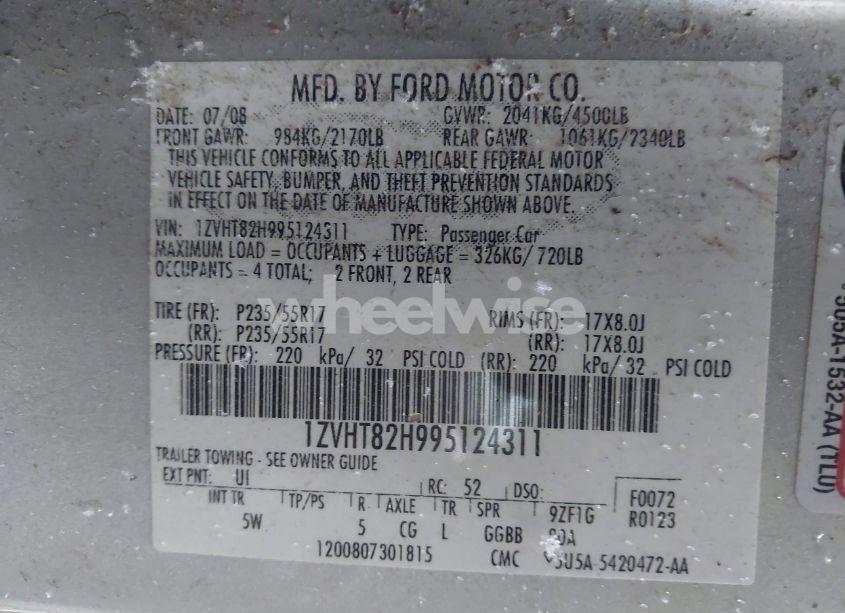 MFD. BY FORD MOTOR CO.
DATE: 07/08 GVWR: 2041KG/4500LB
FRONT GAWR: 984KG/2170LB REAR GAWR: 1061KG/2340LB
THIS VEHICLE CONFORMS TO ALL APPLICABLE FEDERAL MOTOR
VEHICLE SAFETY, BUMPER, AND THEFT PREVENTION STANDARDS
IN EFFECT ON THE DATE OF MANUFACTURE SHOWN ABOVE.
VIN: 1ZVHT82H995124311 TYPE: Passenger Car
MAXIMUM LOAD = OCCUPANTS + LUGGAGE = 326KG/ 720LB
OCCUPANTS = 4 TOTAL; 2 FRONT, 2 REAR
wheelwise
TIRE (FR): P235/55R17 RIMS (FR): 17X8.0J
(RR): P235/55R17 (RR): 17X8.0J
PRESSURE (FR): 220 kPa/ 32 PSI COLD (RR): 220 kPa/ 32 PSI COLD
1ZVHT82H995124311
TRAILER TOWING - SEE OWNER GUIDE
EXT PNT: UI RC: 52 DSO: F0072
INT TR TP/PS R AXLE TR SPR 9ZF1G R0123
5W 5 CG L GGBB
1200807301815 CMC 5U5A-5420472-AA
-1532-AA (TLU)